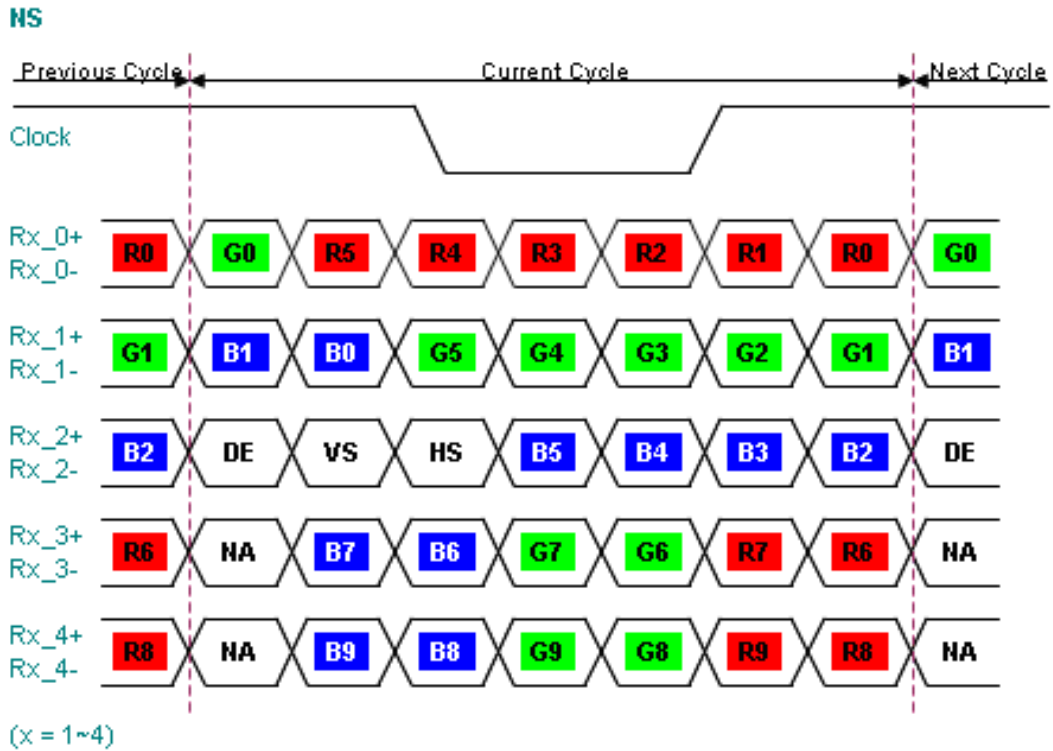 NS
Previous Cycle Current Cycle Next Cycle
Clock
Rx_0+
Rx_0-
R0 G0 R5 R4 R3 R2 R1 R0 G0
Rx_1+
Rx_1-
G1 B1 B0 G5 G4 G3 G2 G1 B1
Rx_2+
Rx_2-
B2 DE VS HS B5 B4 B3 B2 DE
Rx_3+
Rx_3-
R6 NA B7 B6 G7 G6 R7 R6 NA
Rx_4+
Rx_4-
R8 NA B9 B8 G9 G8 R9 R8 NA
(x = 1~4)